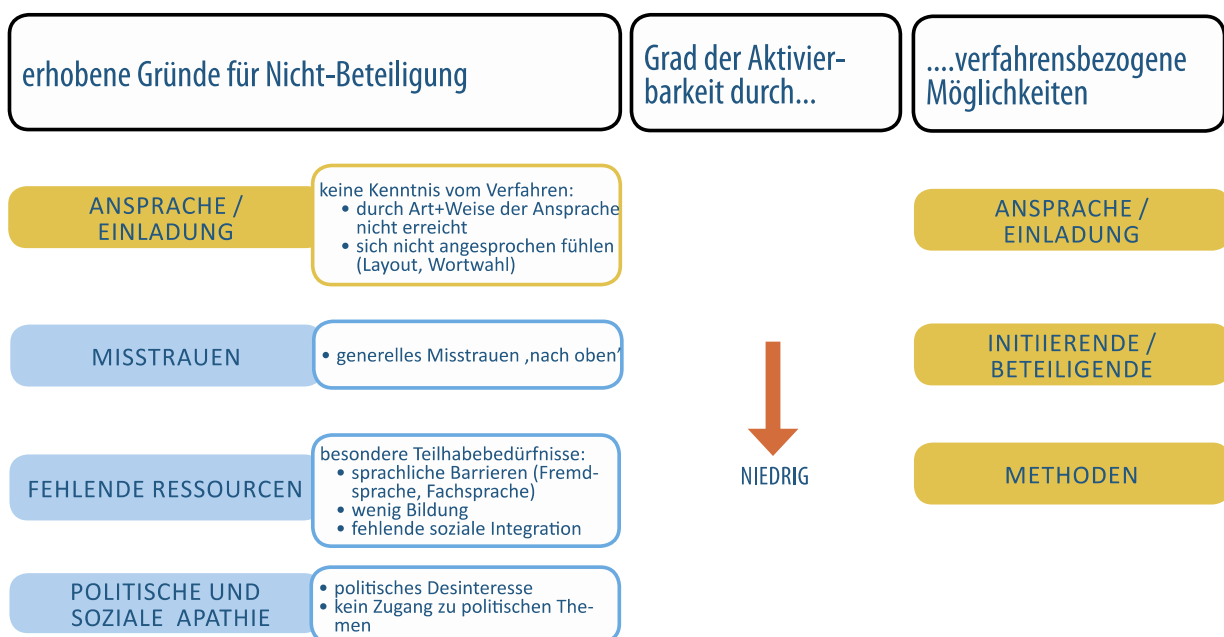 erhobene Gründe für Nicht-Beteiligung
Grad der Aktivier-
barkeit durch...
....verfahrensbezogene
Möglichkeiten
ANSPRACHE /
EINLADUNG
keine Kenntnis vom Verfahren:
• durch Art+Weise der Ansprache
nicht erreicht
• sich nicht angesprochen fühlen
(Layout, Wortwahl)
ANSPRACHE /
EINLADUNG
MISSTRAUEN
• generelles Misstrauen ‚nach oben’
INITIIERENDE /
BETEILIGENDE
FEHLENDE RESSOURCEN
besondere Teilhabebedürfnisse:
• sprachliche Barrieren (Fremd-
sprache, Fachsprache)
• wenig Bildung
• fehlende soziale Integration
NIEDRIG
METHODEN
POLITISCHE UND
SOZIALE APATHIE
• politisches Desinteresse
• kein Zugang zu politischen The-
men